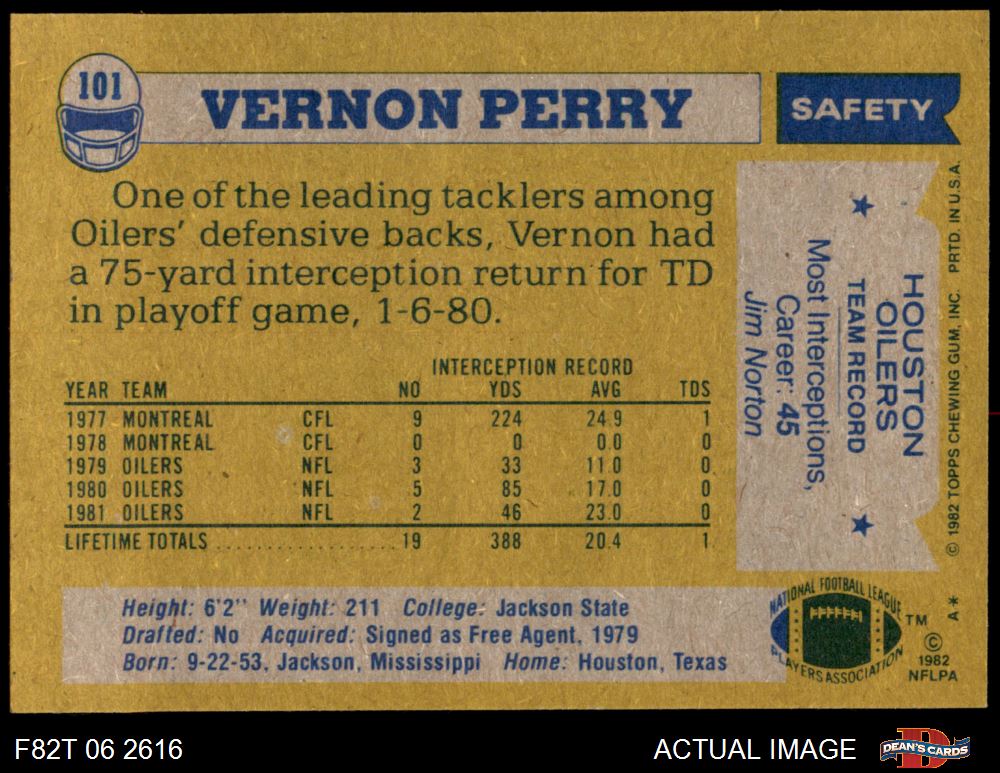 101
VERNON PERRY
SAFETY
One of the leading tacklers among
Oilers' defensive backs, Vernon had
a 75-yard interception return for TD
in playoff game, 1-6-80.
INTERCEPTION RECORD
YEAR TEAM NO YDS AVG TDS
1977 MONTREAL CFL 9 224 24.9 1
1978 MONTREAL CFL 0 0 0.0 0
1979 OILERS NFL 3 33 11.0 0
1980 OILERS NFL 5 85 17.0 0
1981 OILERS NFL 2 46 23.0 0
LIFETIME TOTALS .................. 19 388 20.4 1
Height: 6'2" Weight: 211 College: Jackson State
Drafted: No Acquired: Signed as Free Agent, 1979
Born: 9-22-53, Jackson, Mississippi Home: Houston, Texas
HOUSTON
OILERS
★ TEAM RECORD ★
Most Interceptions,
Career: 45
Jim Norton
© 1982 TOPPS CHEWING GUM, INC. PRTD. IN U.S.A.
NATIONAL FOOTBALL LEAGUE
PLAYERS ASSOCIATION
TM
©
1982
NFLPA
A*
F82T 06 2616
ACTUAL IMAGE
D
DEAN'S CARDS